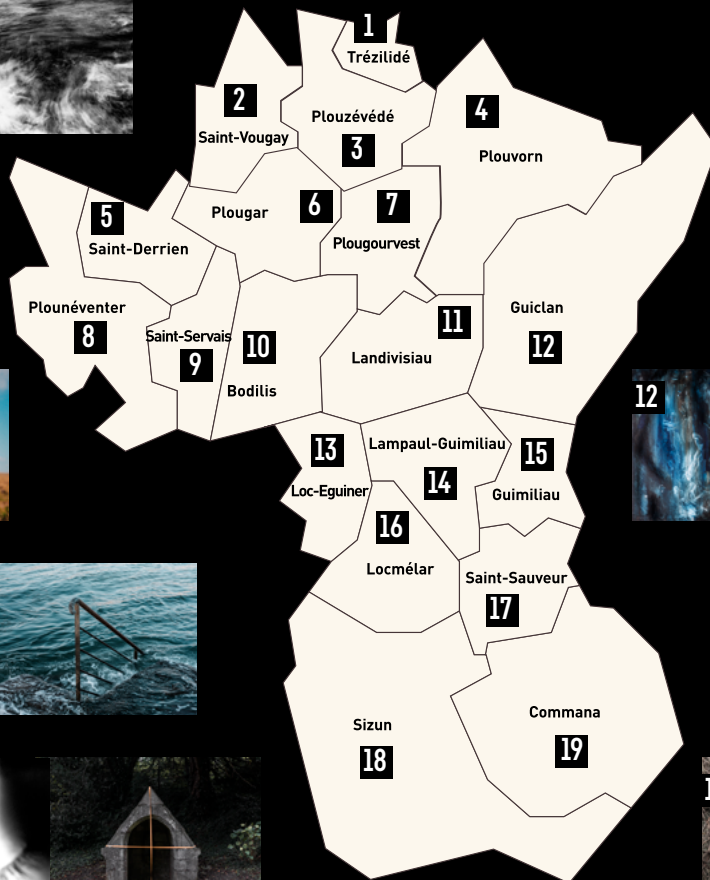 1
Trézilidé
2
Saint-Vougay
Plouzévédé
3
4
Plouvorn
5
Saint-Derrien
Plougar
6
7
Plougourvest
Plounéventer
8
Saint-Servais
9
10
Bodilis
11
Landivisiau
Guiclan
12
12
13
Loc-Eguiner
Lampaul-Guimiliau
14
15
Guimiliau
16
Locmélar
Saint-Sauveur
17
Sizun
18
Commana
19